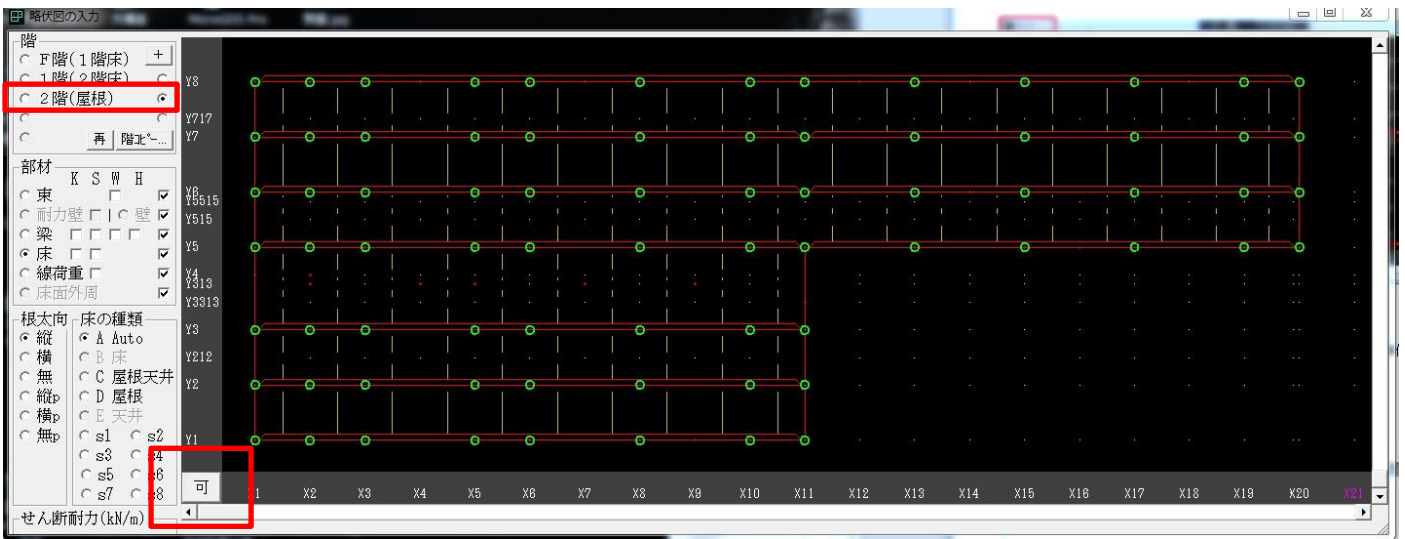 略伏図の入力
階
F階(1階床) +
1階(2階床)
2階(屋根)
再 階コピー...
部材
K S W H
束
耐力壁 | 壁
梁
床
線荷重
床面外周
根太向 床の種類
縦 A Auto
横 B 床
無 C 屋根天井
縦p D 屋根
横p E 天井
無p s1 s2
s3 s4
s5 s6
s7 s8
せん断耐力(kN/m)
Y8
Y717
Y7
Y515
Y5
Y3313
Y3
Y212
Y2
Y1
可
X2 X3 X4 X5 X6 X7 X8 X9 X10 X11 X12 X13 X14 X15 X16 X17 X18 X19 X20 X21